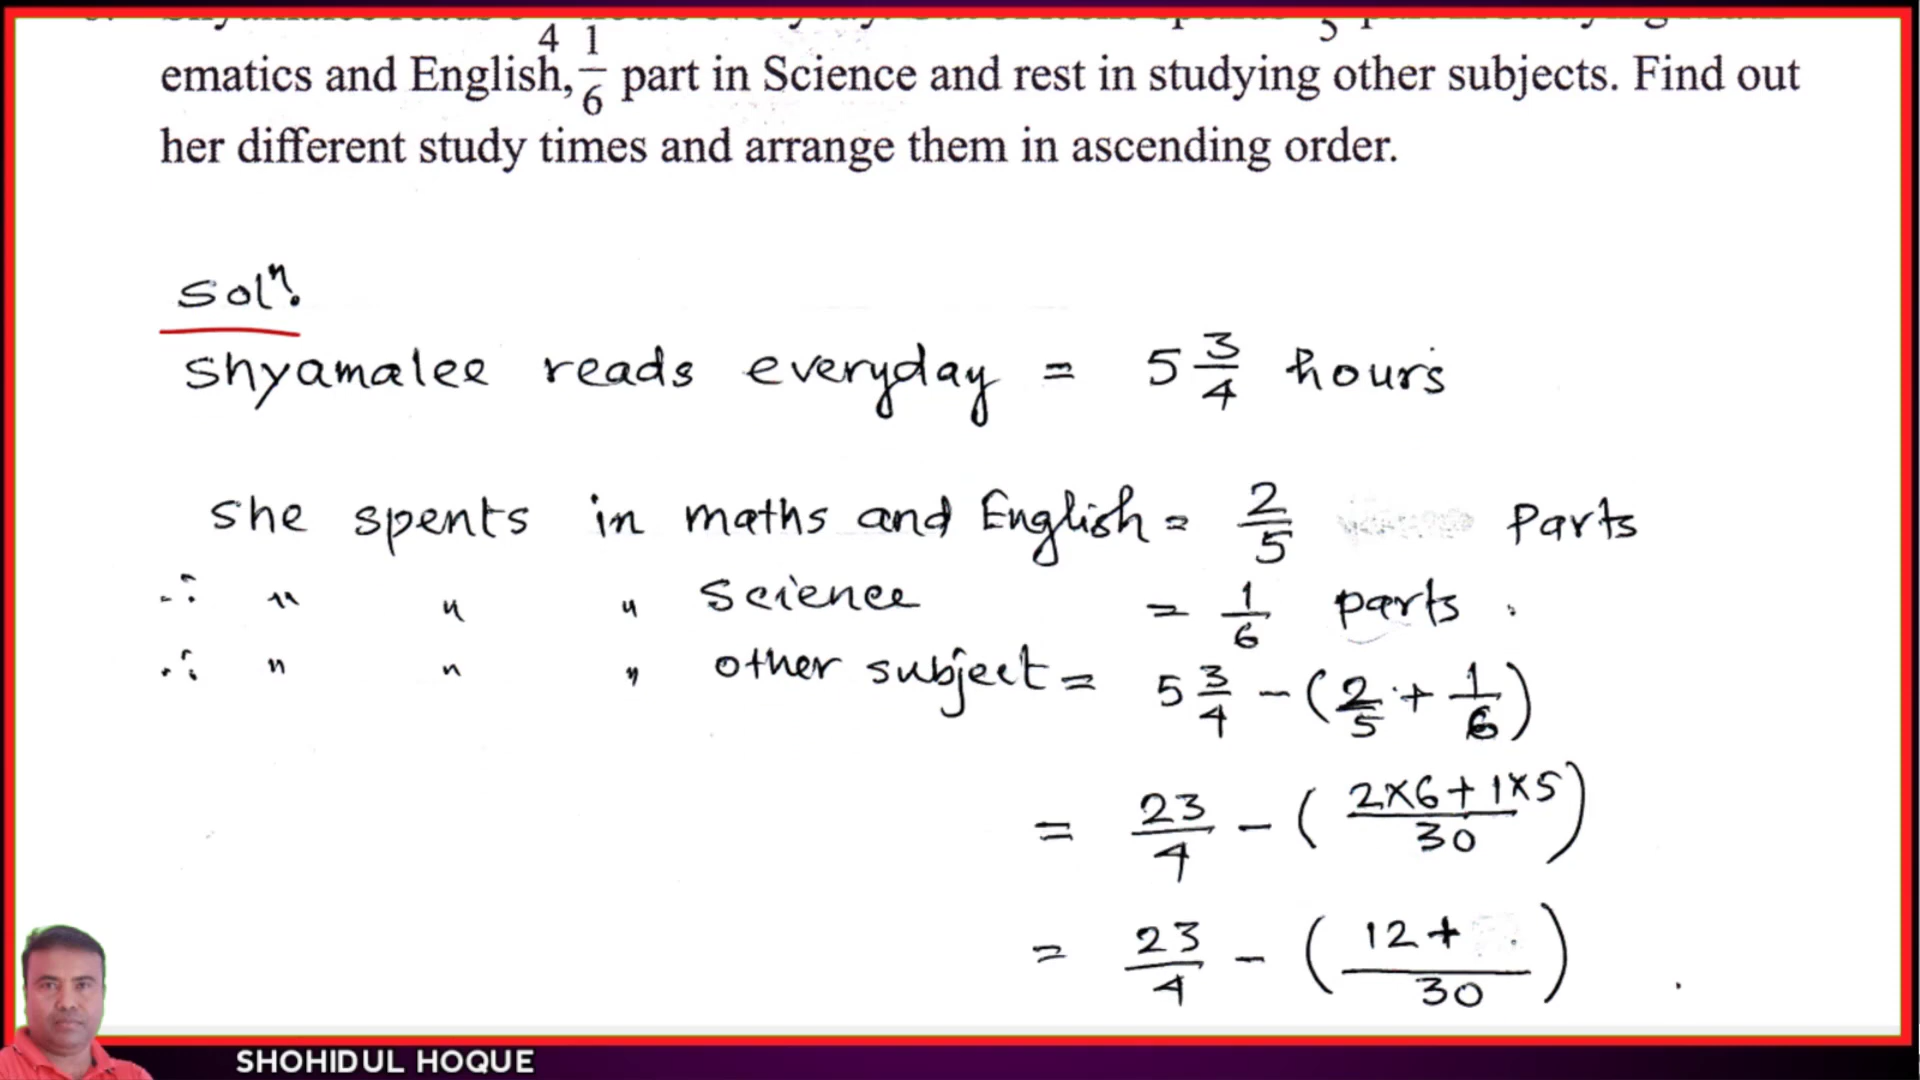 4 5
ematics and English, 1/6 part in Science and rest in studying other subjects. Find out
her different study times and arrange them in ascending order.
Solⁿ.
Shyamalee reads everyday = 5 3/4 hours
She spents in maths and English = 2/5 Parts
∴ " " " Science = 1/6 parts.
∴ " " " other subject = 5 3/4 - (2/5 + 1/6)
= 23/4 - (2×6+1×5/30)
= 23/4 - (12+/30)
SHOHIDUL HOQUE